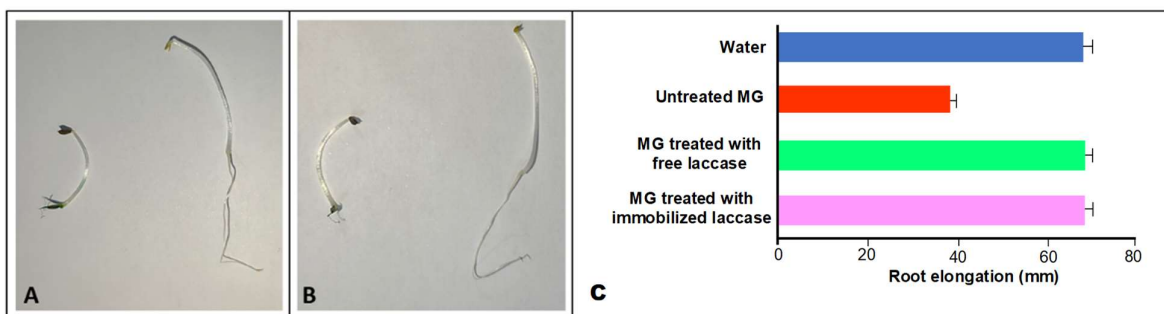 A
B
C
Water
Untreated MG
MG treated with
free laccase
MG treated with
immobilized laccase
0 20 40 60 80
Root elongation (mm)